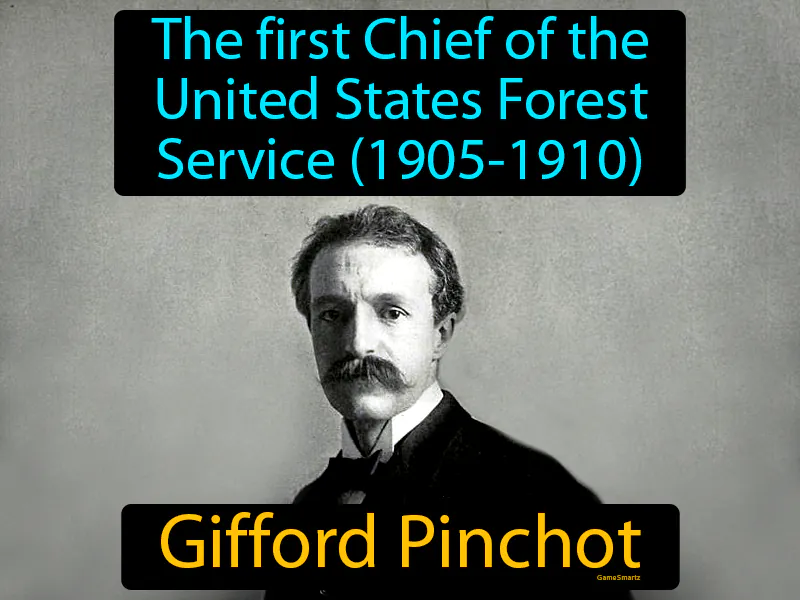 The first Chief of the
United States Forest
Service (1905-1910)
Gifford Pinchot
GameSmartz